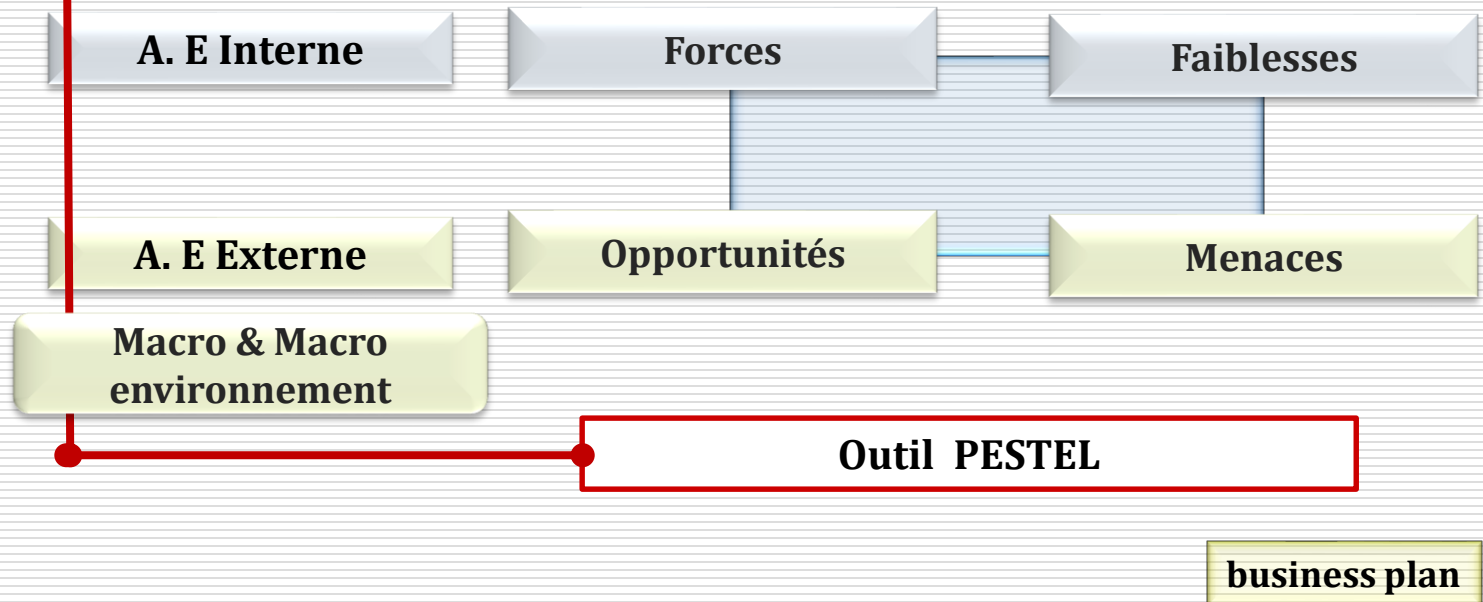 A. E Interne
Forces
Faiblesses
A. E Externe
Opportunités
Menaces
Macro & Macro
environnement
Outil PESTEL
business plan